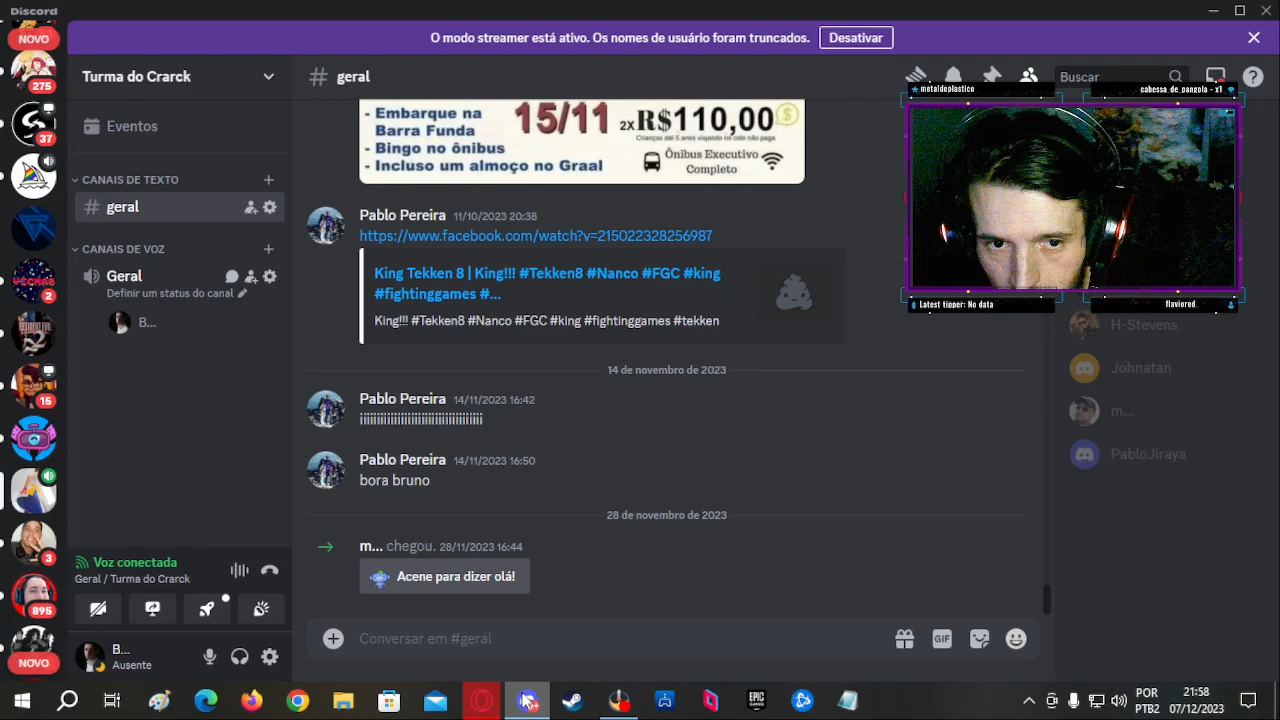 Discord
O modo streamer está ativo. Os nomes de usuário foram truncados. Desativar
NOVO
275
37
2
15
3
895
NOVO
Turma do Crarck
Eventos
CANAIS DE TEXTO
geral
CANAIS DE VOZ
Geral
Definir um status do canal
B...
Voz conectada
Geral / Turma do Crarck
B...
Ausente
# geral
Buscar
- Embarque na
Barra Funda
- Bingo no ônibus
- Incluso um almoço no Graal
15/11
2X R$110,00
Crianças até 5 anos viajando no colo não paga
Ônibus Executivo
Completo
Pablo Pereira 11/10/2023 20:38
https://www.facebook.com/watch?v=215022328256987
King Tekken 8 | King!!! #Tekken8 #Nanco #FGC #king
#fightinggames #...
King!!! #Tekken8 #Nanco #FGC #king #fightinggames #tekken
14 de novembro de 2023
Pablo Pereira 14/11/2023 16:42
Pablo Pereira 14/11/2023 16:50
bora bruno
28 de novembro de 2023
m... chegou. 28/11/2023 16:44
Acene para dizer olá!
Conversar em #geral
GIF
metaldeplastico
cabessa_de_pangola - x1
Latest tipper: No data
flaviored_
H-Stevens
Johnatan
m...
PabloJiraya
EPIC
GAMES
POR
PTB2
21:58
07/12/2023